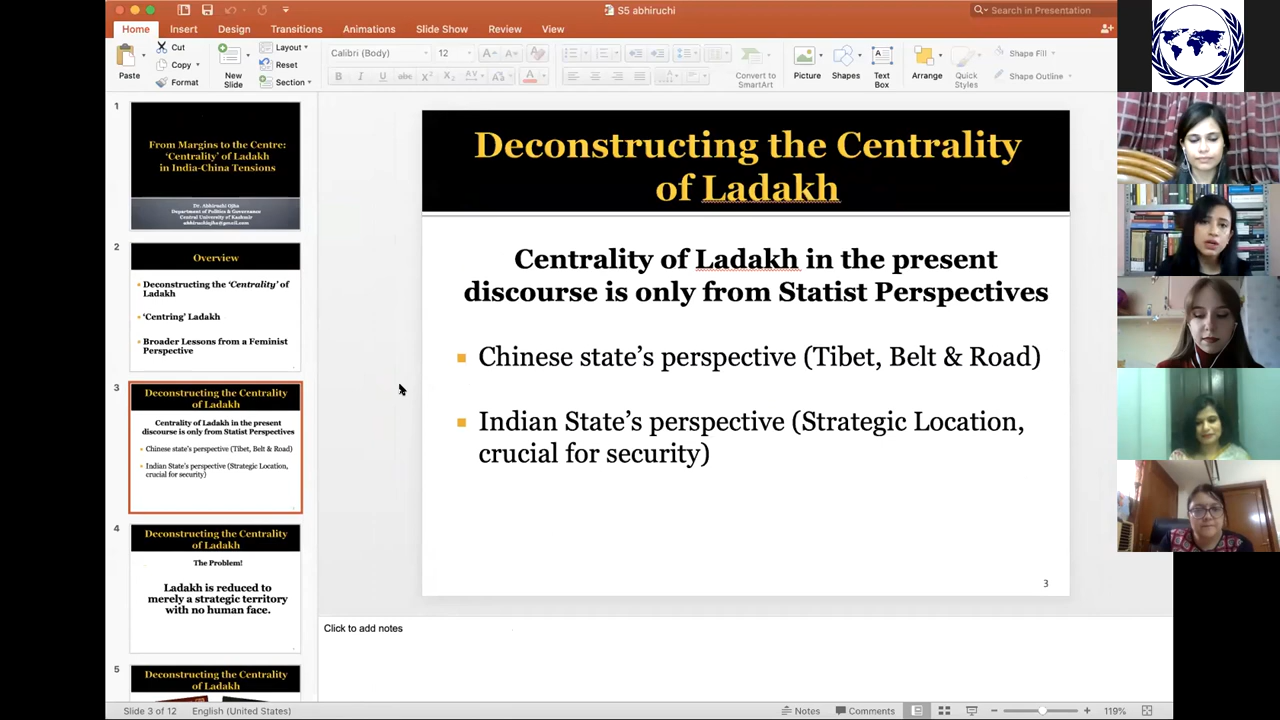 S5 abhiruchi
Search in Presentation
Home Insert Design Transitions Animations Slide Show Review View
Paste
Cut
Copy
Format
New Slide
Layout
Reset
Section
Calibri (Body) 12
Convert to SmartArt
Picture
Shapes
Text Box
Arrange
Quick Styles
Shape Fill
Shape Outline
1
From Margins to the Centre:
‘Centrality’ of Ladakh
in India-China Tensions
Dr. Abhiruchi Ojha
Department of Politics & Governance
Central University of Kashmir
abhiruchiojha@gmail.com
2
Overview
Deconstructing the ‘Centrality’ of
Ladakh
‘Centring’ Ladakh
Broader Lessons from a Feminist
Perspective
3
Deconstructing the Centrality
of Ladakh
Centrality of Ladakh in the present
discourse is only from Statist Perspectives
Chinese state’s perspective (Tibet, Belt & Road)
Indian State’s perspective (Strategic Location,
crucial for security)
4
Deconstructing the Centrality
of Ladakh
The Problem!
Ladakh is reduced to
merely a strategic territory
with no human face.
5
Deconstructing the Centrality
of Ladakh
Deconstructing the Centrality
of Ladakh
Centrality of Ladakh in the present
discourse is only from Statist Perspectives
Chinese state’s perspective (Tibet, Belt & Road)
Indian State’s perspective (Strategic Location,
crucial for security)
3
Click to add notes
Slide 3 of 12 English (United States) Notes Comments 119%